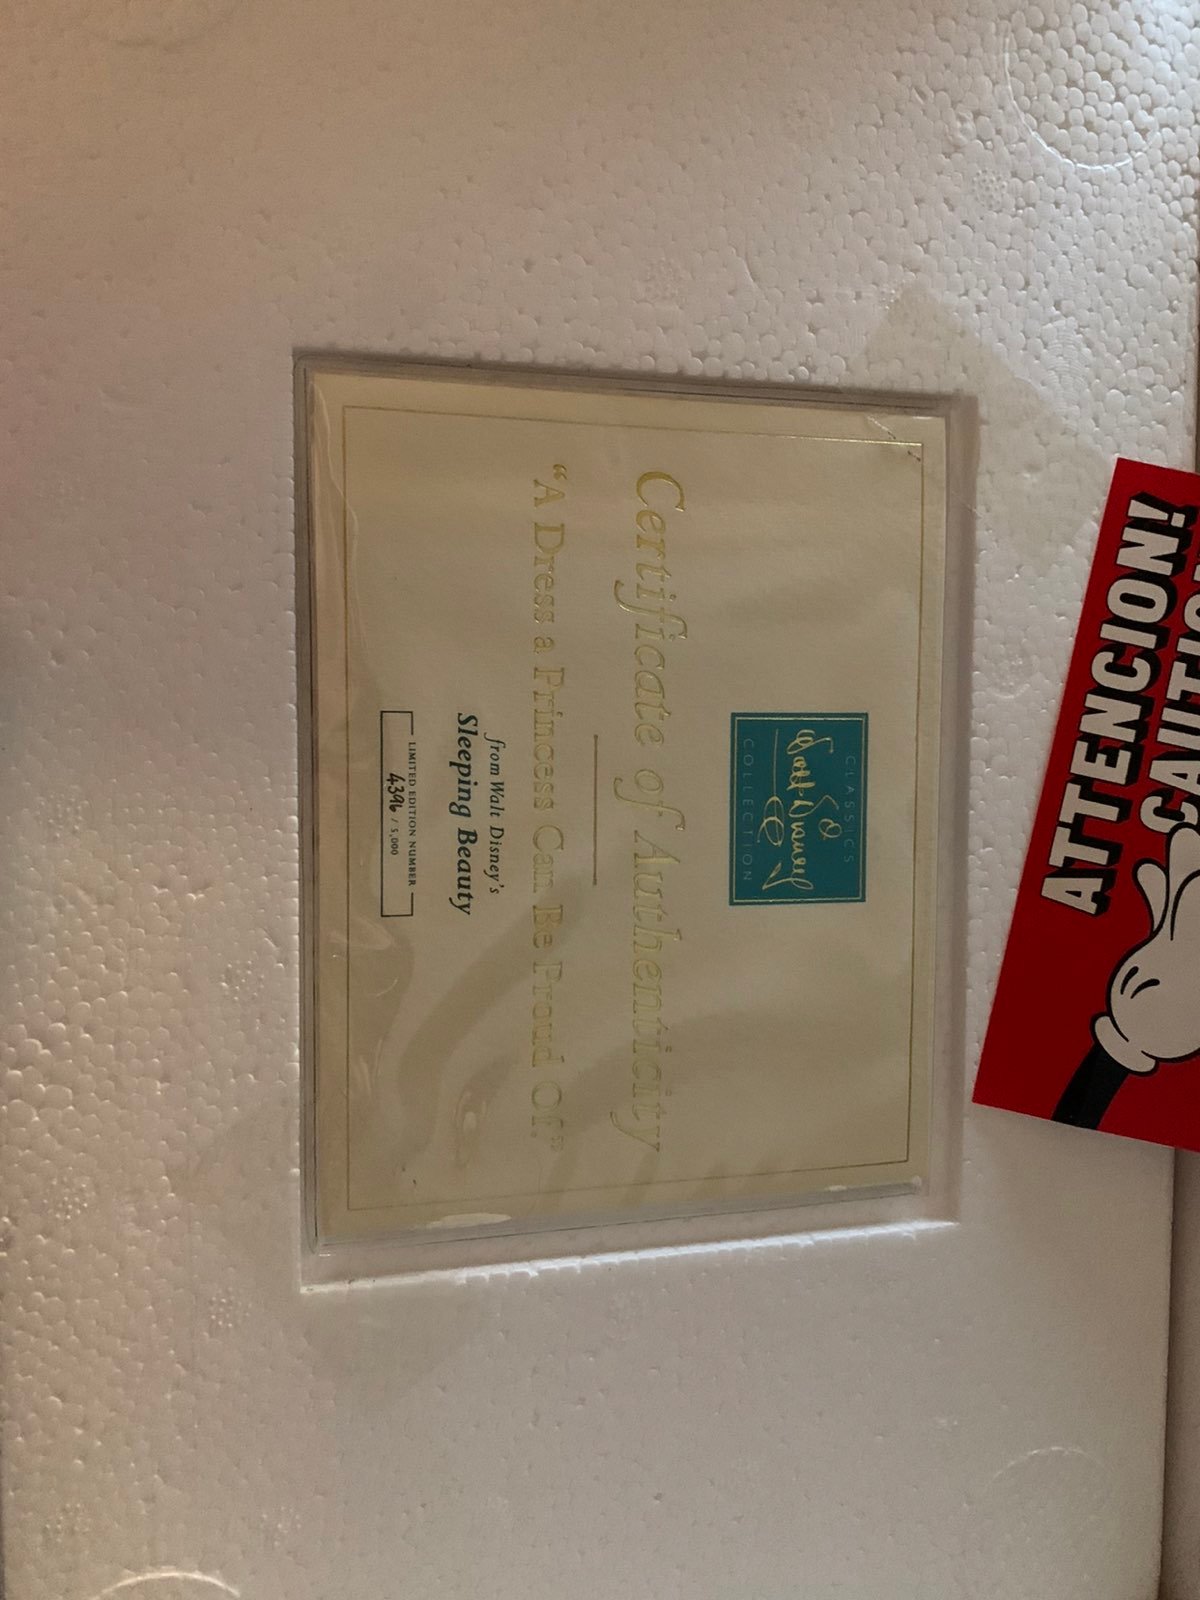 CLASSICS
Walt Disney
COLLECTION
Certificate of Authenticity
“A Dress a Princess Can Be Proud Of.”
from Walt Disney's
Sleeping Beauty
LIMITED EDITION NUMBER
4396 / 5,000
ATTENCION!